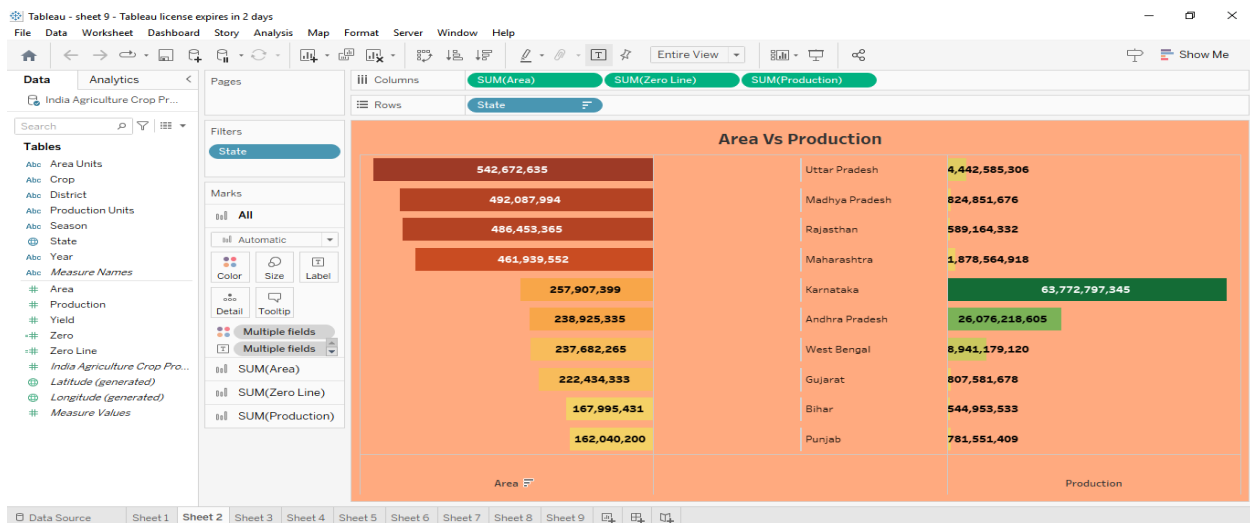 Tableau - sheet 9 - Tableau license expires in 2 days
File Data Worksheet Dashboard Story Analysis Map Format Server Window Help
Entire View
Show Me
Data Analytics
India Agriculture Crop Pr...
Search
Tables
Abc Area Units
Abc Crop
Abc District
Abc Production Units
Abc Season
State
Abc Year
Abc Measure Names
# Area
# Production
# Yield
=# Zero
=# Zero Line
# India Agriculture Crop Pro...
Latitude (generated)
Longitude (generated)
# Measure Values
Pages
Filters
State
Marks
All
Automatic
Color Size Label
Detail Tooltip
Multiple fields
Multiple fields
SUM(Area)
SUM(Zero Line)
SUM(Production)
Columns SUM(Area) SUM(Zero Line) SUM(Production)
Rows State
Area Vs Production
542,672,635 Uttar Pradesh 4,442,585,306
492,087,994 Madhya Pradesh 824,851,676
486,453,365 Rajasthan 589,164,332
461,939,552 Maharashtra 1,878,564,918
257,907,399 Karnataka 63,772,797,345
238,925,335 Andhra Pradesh 26,076,218,605
237,682,265 West Bengal 8,941,179,120
222,434,333 Gujarat 807,581,678
167,995,431 Bihar 544,953,533
162,040,200 Punjab 781,551,409
Area Production
Data Source Sheet 1 Sheet 2 Sheet 3 Sheet 4 Sheet 5 Sheet 6 Sheet 7 Sheet 8 Sheet 9